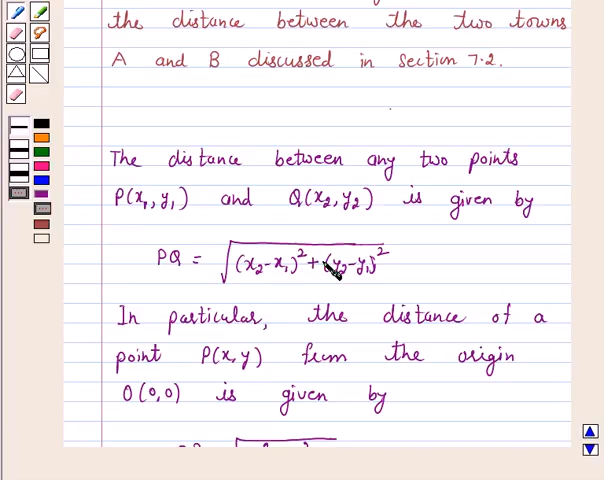 the distance between the two towns
A and B discussed in Section 7.2.
The distance between any two points
P(x₁,y₁) and Q(x₂,y₂) is given by
PQ = √(x₂-x₁)²+(y₂-y₁)²
In particular, the distance of a
point P(x,y) from the origin
O(0,0) is given by